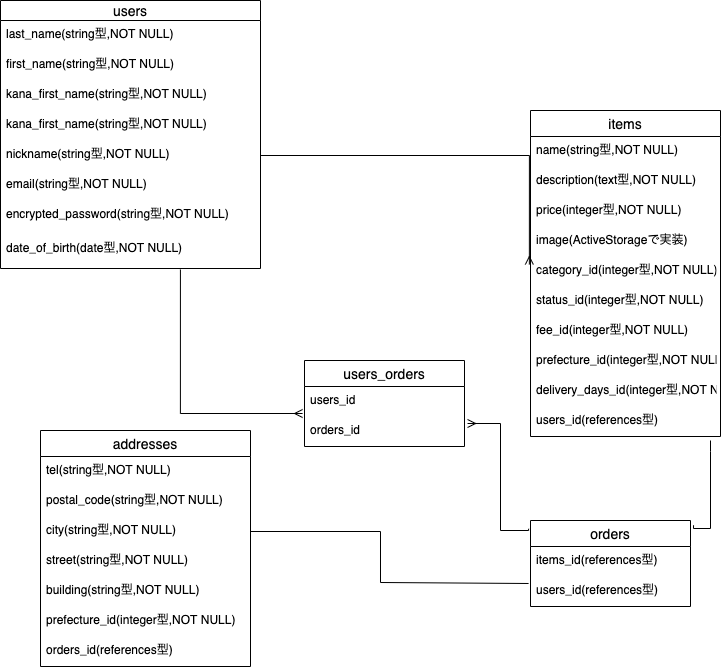 users
last_name(string型,NOT NULL)
first_name(string型,NOT NULL)
kana_first_name(string型,NOT NULL)
kana_first_name(string型,NOT NULL)
nickname(string型,NOT NULL)
email(string型,NOT NULL)
encrypted_password(string型,NOT NULL)
date_of_birth(date型,NOT NULL)
items
name(string型,NOT NULL)
description(text型,NOT NULL)
price(integer型,NOT NULL)
image(ActiveStorageで実装)
category_id(integer型,NOT NULL)
status_id(integer型,NOT NULL)
fee_id(integer型,NOT NULL)
prefecture_id(integer型,NOT NUL
delivery_days_id(integer型,NOT N
users_id(references型)
users_orders
users_id
orders_id
addresses
tel(string型,NOT NULL)
postal_code(string型,NOT NULL)
city(string型,NOT NULL)
street(string型,NOT NULL)
building(string型,NOT NULL)
prefecture_id(integer型,NOT NULL)
orders_id(references型)
orders
items_id(references型)
users_id(references型)